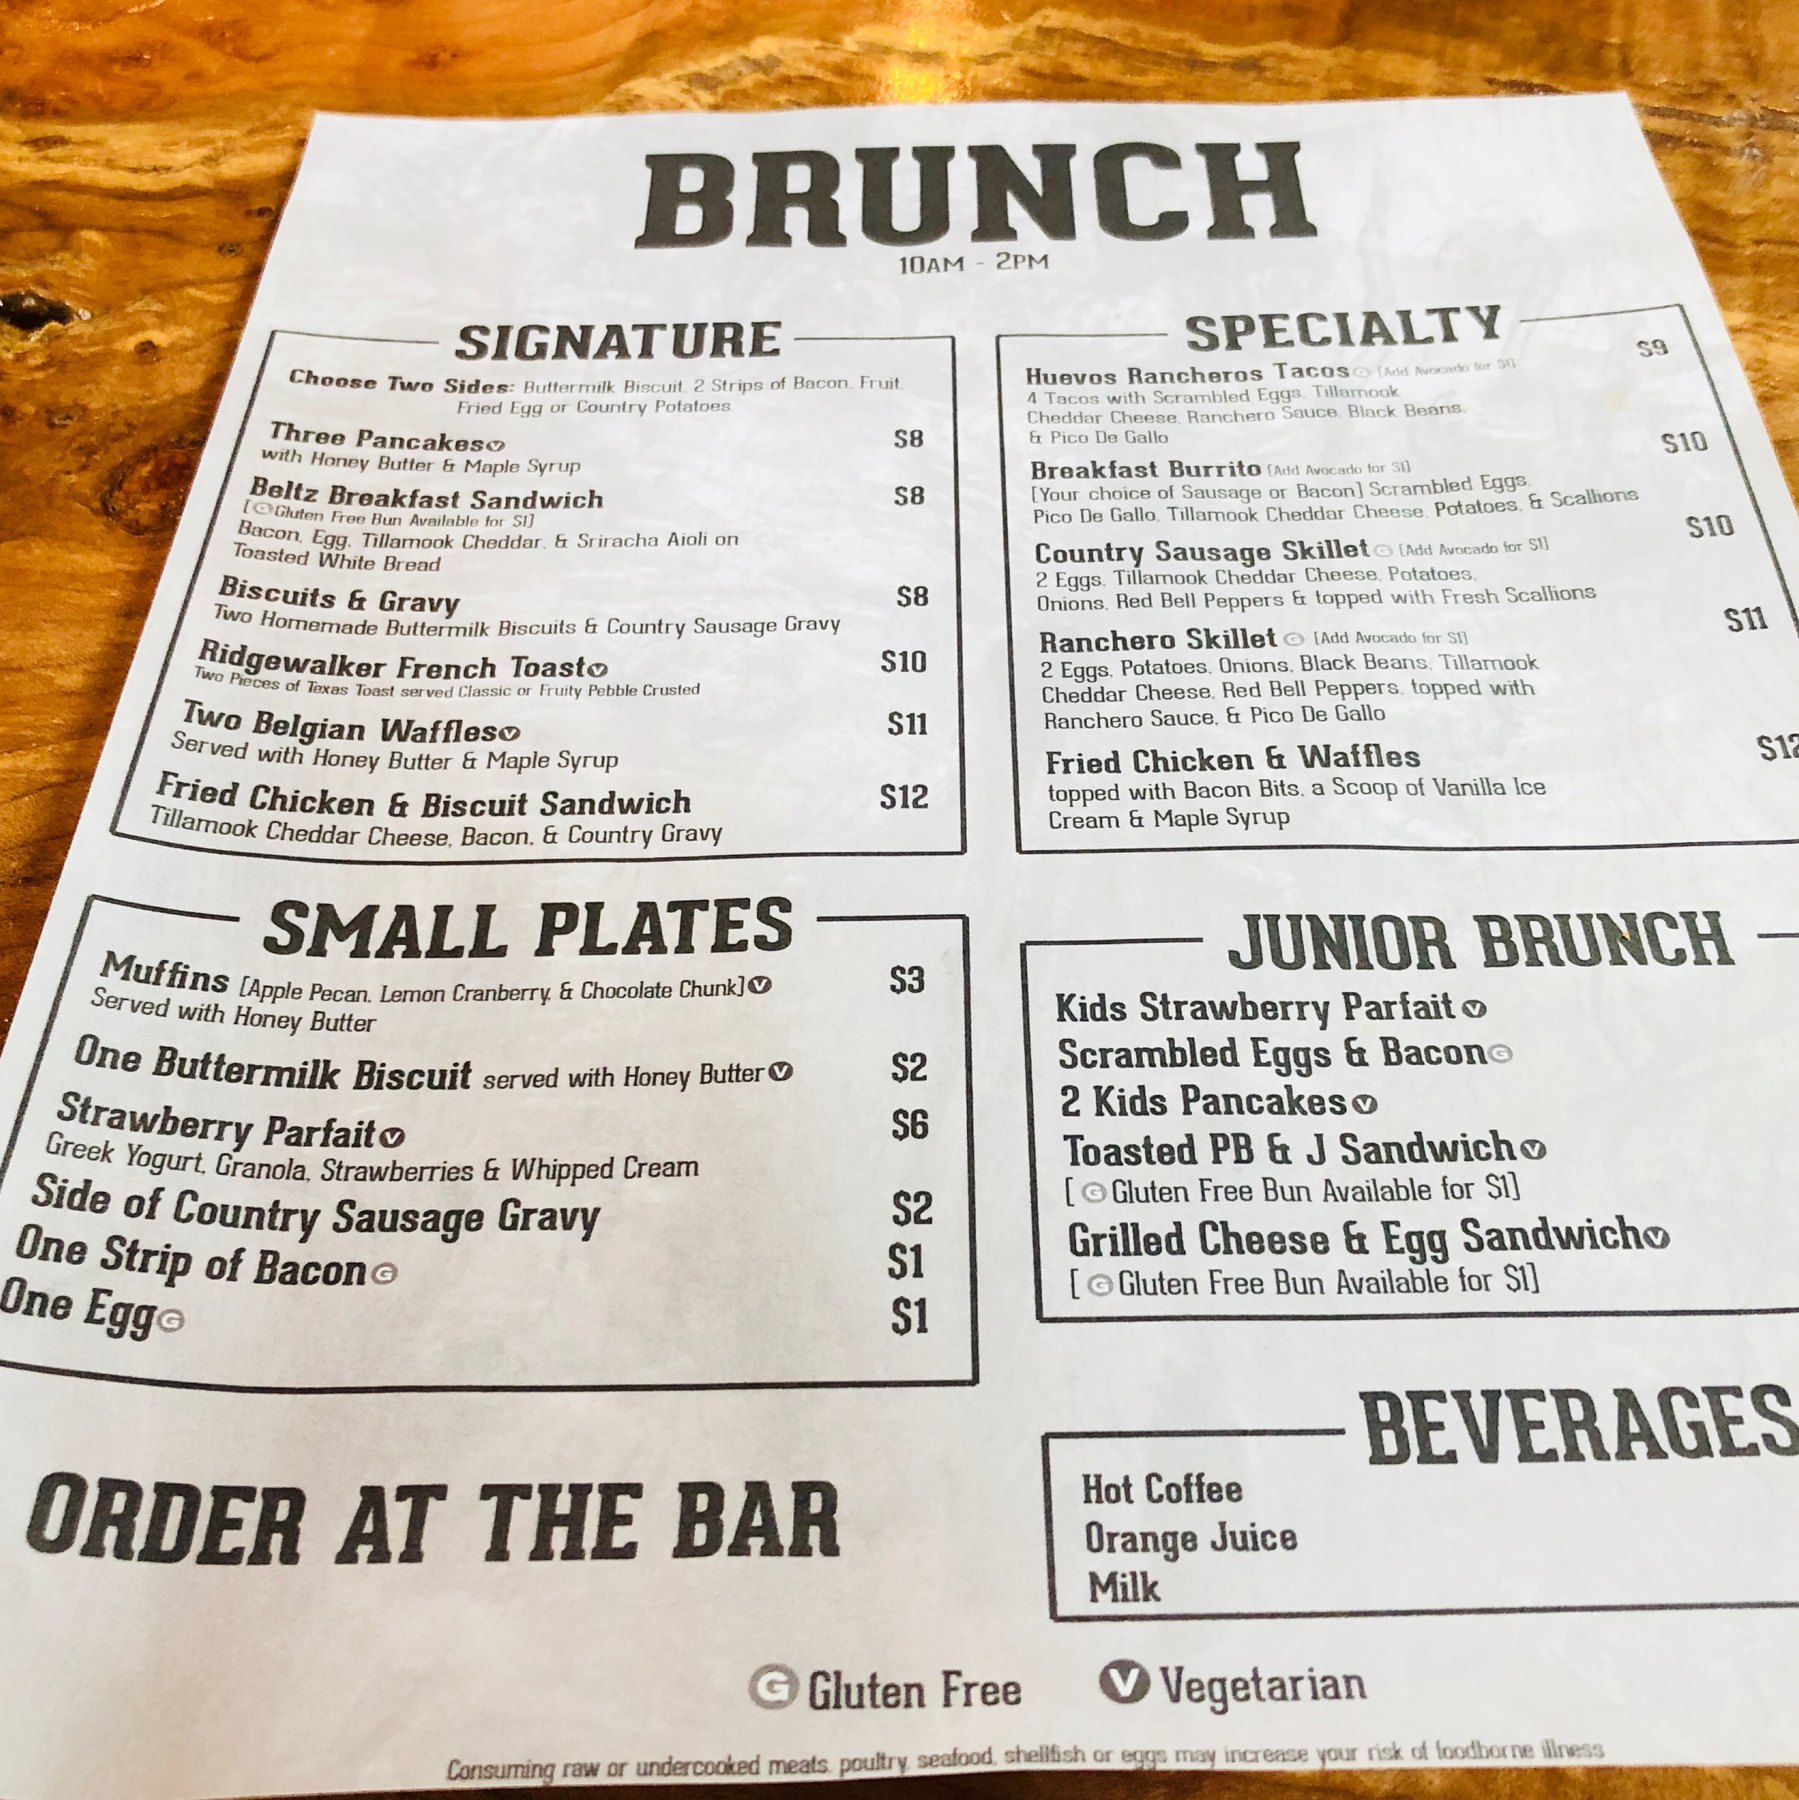 BRUNCH
10AM - 2PM
SIGNATURE
Choose Two Sides: Buttermilk Biscuit, 2 Strips of Bacon, Fruit,
Fried Egg or Country Potatoes.
Three Pancakes V $8
with Honey Butter & Maple Syrup
Beltz Breakfast Sandwich $8
[G Gluten Free Bun Available for $1]
Bacon, Egg, Tillamook Cheddar, & Sriracha Aioli on
Toasted White Bread
Biscuits & Gravy $8
Two Homemade Buttermilk Biscuits & Country Sausage Gravy
Ridgewalker French Toast V $10
Two Pieces of Texas Toast served Classic or Fruity Pebble Crusted
Two Belgian Waffles V $11
Served with Honey Butter & Maple Syrup
Fried Chicken & Biscuit Sandwich $12
Tillamook Cheddar Cheese, Bacon, & Country Gravy
SPECIALTY
Huevos Rancheros Tacos G [Add Avocado for $1] $9
4 Tacos with Scrambled Eggs, Tillamook
Cheddar Cheese, Ranchero Sauce, Black Beans,
& Pico De Gallo
Breakfast Burrito [Add Avocado for $1] $10
[Your choice of Sausage or Bacon] Scrambled Eggs,
Pico De Gallo, Tillamook Cheddar Cheese, Potatoes, & Scallions
Country Sausage Skillet G [Add Avocado for $1] $10
2 Eggs, Tillamook Cheddar Cheese, Potatoes,
Onions, Red Bell Peppers & topped with Fresh Scallions
Ranchero Skillet G [Add Avocado for $1] $11
2 Eggs, Potatoes, Onions, Black Beans, Tillamook
Cheddar Cheese, Red Bell Peppers, topped with
Ranchero Sauce, & Pico De Gallo
Fried Chicken & Waffles $12
topped with Bacon Bits, a Scoop of Vanilla Ice
Cream & Maple Syrup
SMALL PLATES
Muffins [Apple Pecan, Lemon Cranberry, & Chocolate Chunk] V $3
Served with Honey Butter
One Buttermilk Biscuit served with Honey Butter V $2
Strawberry Parfait V $6
Greek Yogurt, Granola, Strawberries & Whipped Cream
Side of Country Sausage Gravy $2
One Strip of Bacon G $1
One Egg G $1
JUNIOR BRUNCH
Kids Strawberry Parfait V
Scrambled Eggs & Bacon G
2 Kids Pancakes V
Toasted PB & J Sandwich V
[G Gluten Free Bun Available for $1]
Grilled Cheese & Egg Sandwich V
[G Gluten Free Bun Available for $1]
ORDER AT THE BAR
BEVERAGES
Hot Coffee
Orange Juice
Milk
G Gluten Free V Vegetarian
Consuming raw or undercooked meats, poultry, seafood, shellfish or eggs may increase your risk of foodborne illness